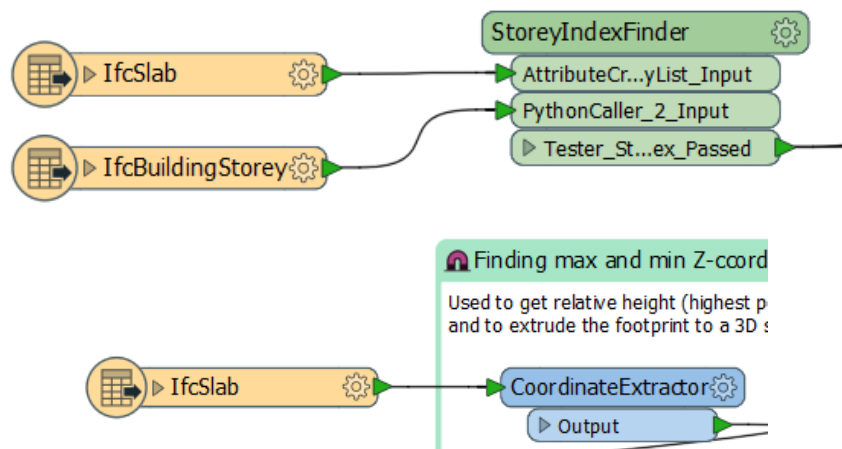 StoreyIndexFinder
IfcSlab
AttributeCr...yList_Input
PythonCaller_2_Input
IfcBuildingStorey
Tester_St...ex_Passed
Finding max and min Z-ccord
Used to get relative height (highest p
and to extrude the footprint to a 3D s
IfcSlab
CoordinateExtractor
Output